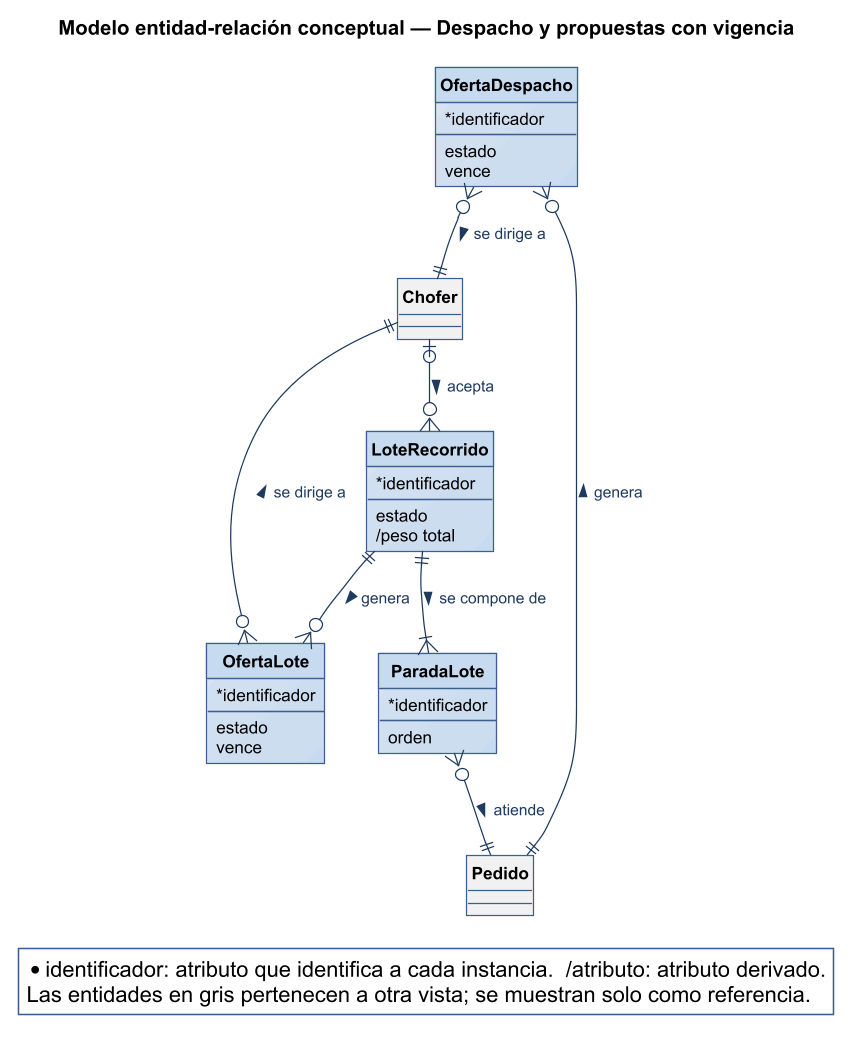 Modelo entidad-relación conceptual — Despacho y propuestas con vigencia
OfertaDespacho
*identificador
estado
vence
se dirige a
Chofer
acepta
LoteRecorrido
*identificador
estado
/peso total
se dirige a
genera
genera
se compone de
OfertaLote
*identificador
estado
vence
ParadaLote
*identificador
orden
atiende
Pedido
• identificador: atributo que identifica a cada instancia.  /atributo: atributo derivado.
Las entidades en gris pertenecen a otra vista; se muestran solo como referencia.